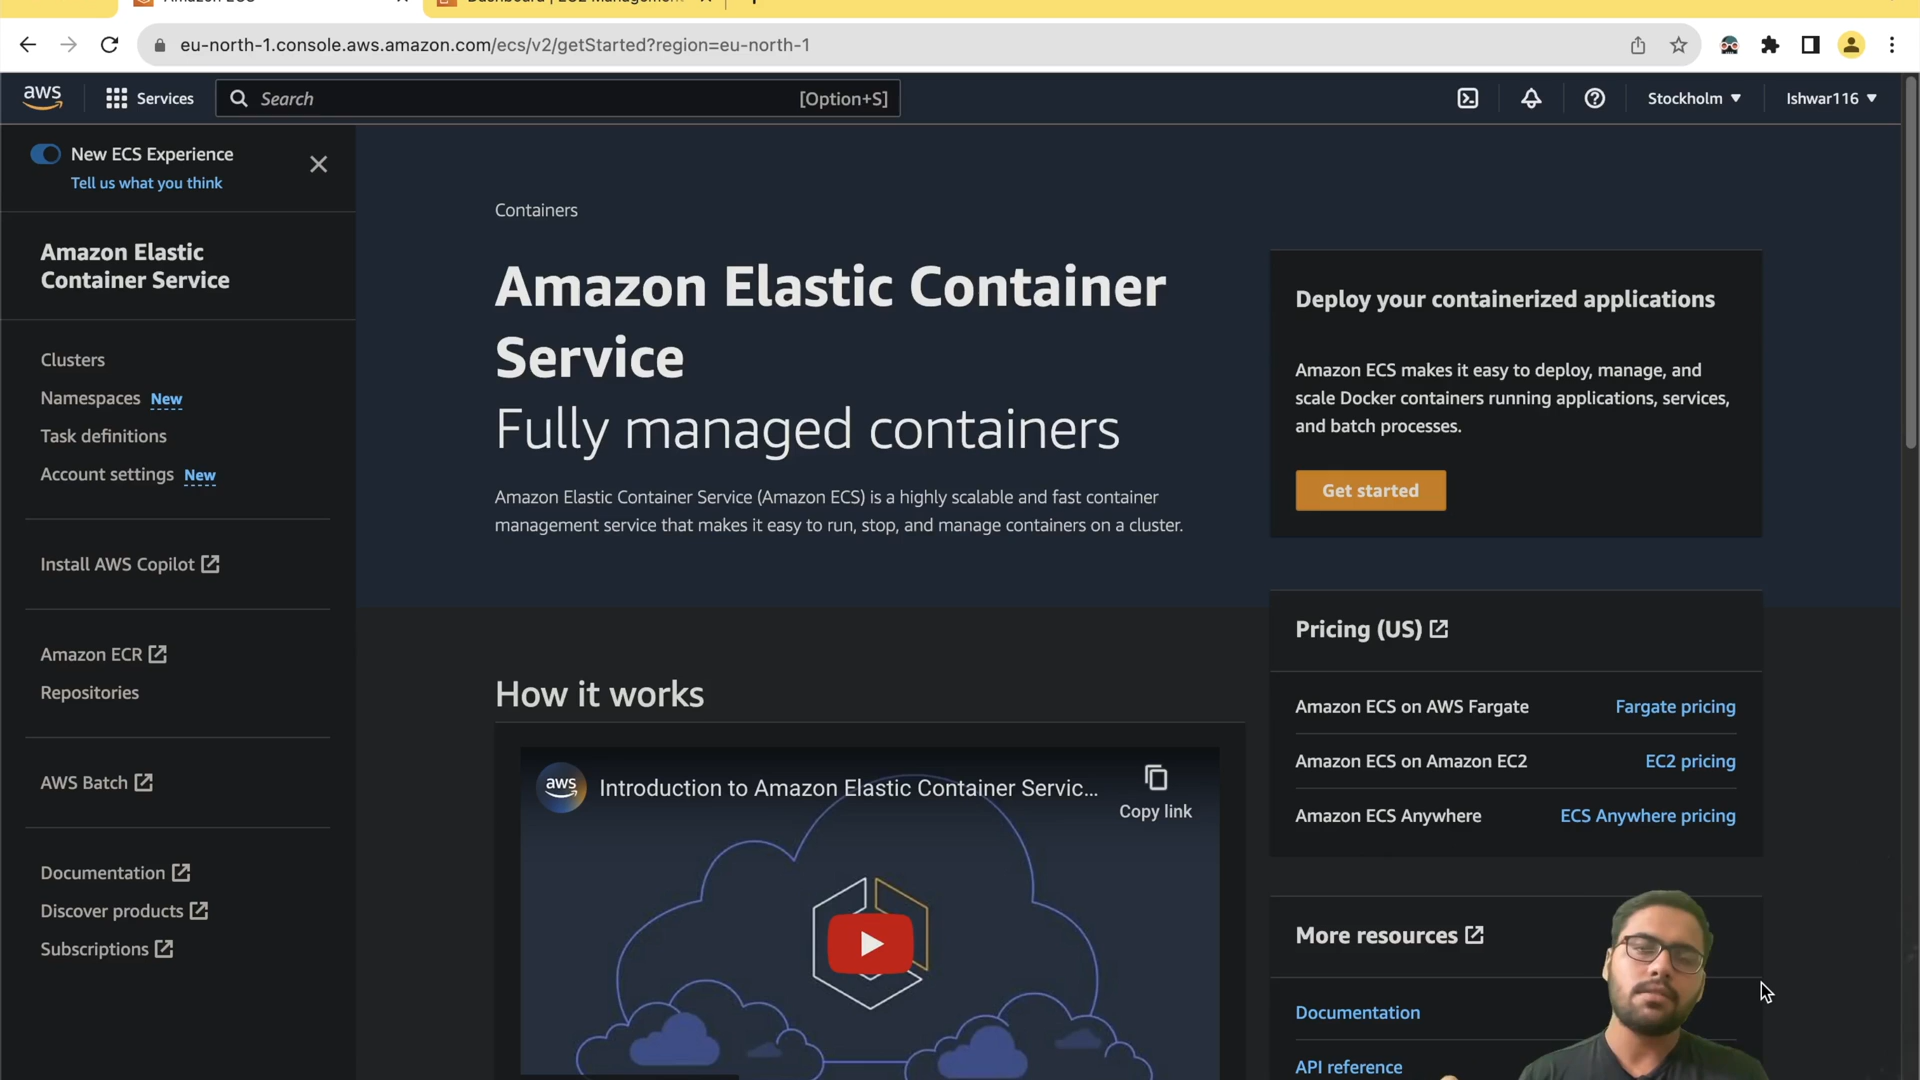 eu-north-1.console.aws.amazon.com/ecs/v2/getStarted?region=eu-north-1
aws
Services
Search
[Option+S]
Stockholm
Ishwar116
New ECS Experience
Tell us what you think
Amazon Elastic
Container Service
Clusters
Namespaces New
Task definitions
Account settings New
Install AWS Copilot
Amazon ECR
Repositories
AWS Batch
Documentation
Discover products
Subscriptions
Containers
Amazon Elastic Container
Service
Fully managed containers
Amazon Elastic Container Service (Amazon ECS) is a highly scalable and fast container
management service that makes it easy to run, stop, and manage containers on a cluster.
How it works
aws
Introduction to Amazon Elastic Container Servic...
Copy link
Deploy your containerized applications
Amazon ECS makes it easy to deploy, manage, and
scale Docker containers running applications, services,
and batch processes.
Get started
Pricing (US)
Amazon ECS on AWS Fargate
Fargate pricing
Amazon ECS on Amazon EC2
EC2 pricing
Amazon ECS Anywhere
ECS Anywhere pricing
More resources
Documentation
API reference